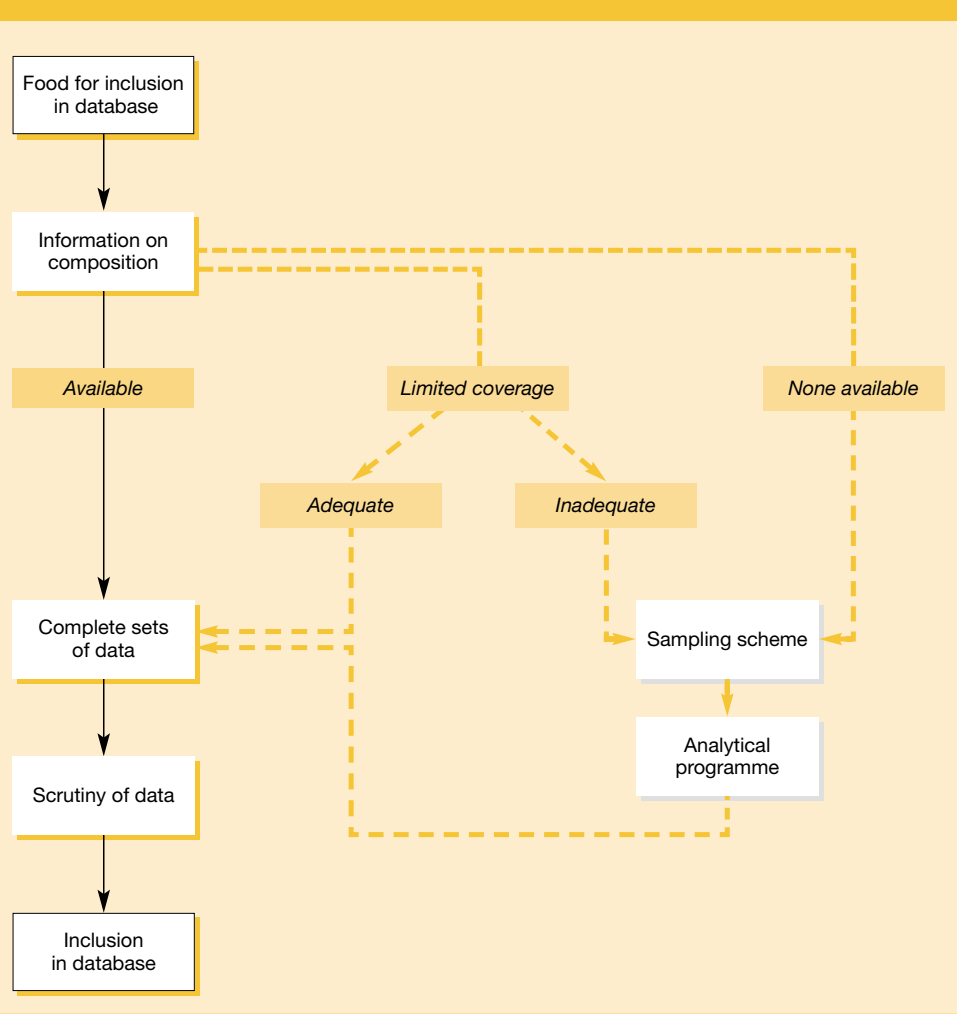 Food for inclusion
in database
Information on
composition
Available
Limited coverage
None available
Adequate
Inadequate
Complete sets
of data
Sampling scheme
Analytical
programme
Scrutiny of data
Inclusion
in database